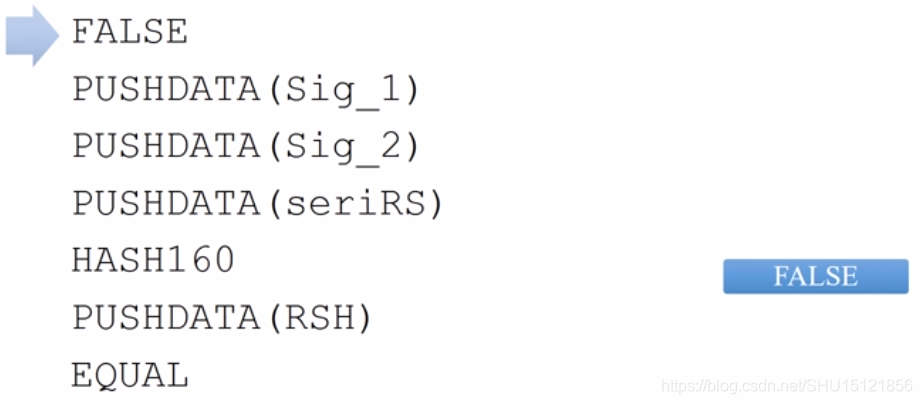 FALSE
PUSHDATA(Sig_1)
PUSHDATA(Sig_2)
PUSHDATA(seriRS)
HASH160
FALSE
PUSHDATA(RSH)
EQUAL
https://blog.csdn.net/SHU15121856